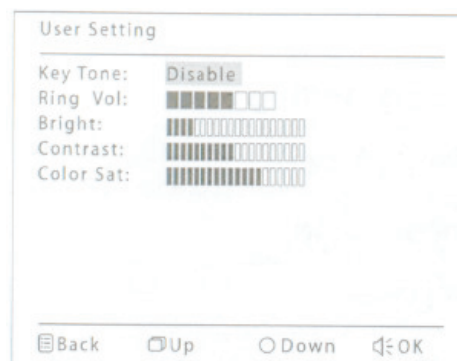 User Setting
Key Tone: Disable
Ring Vol:
Bright:
Contrast:
Color Sat:
Back Up Down OK